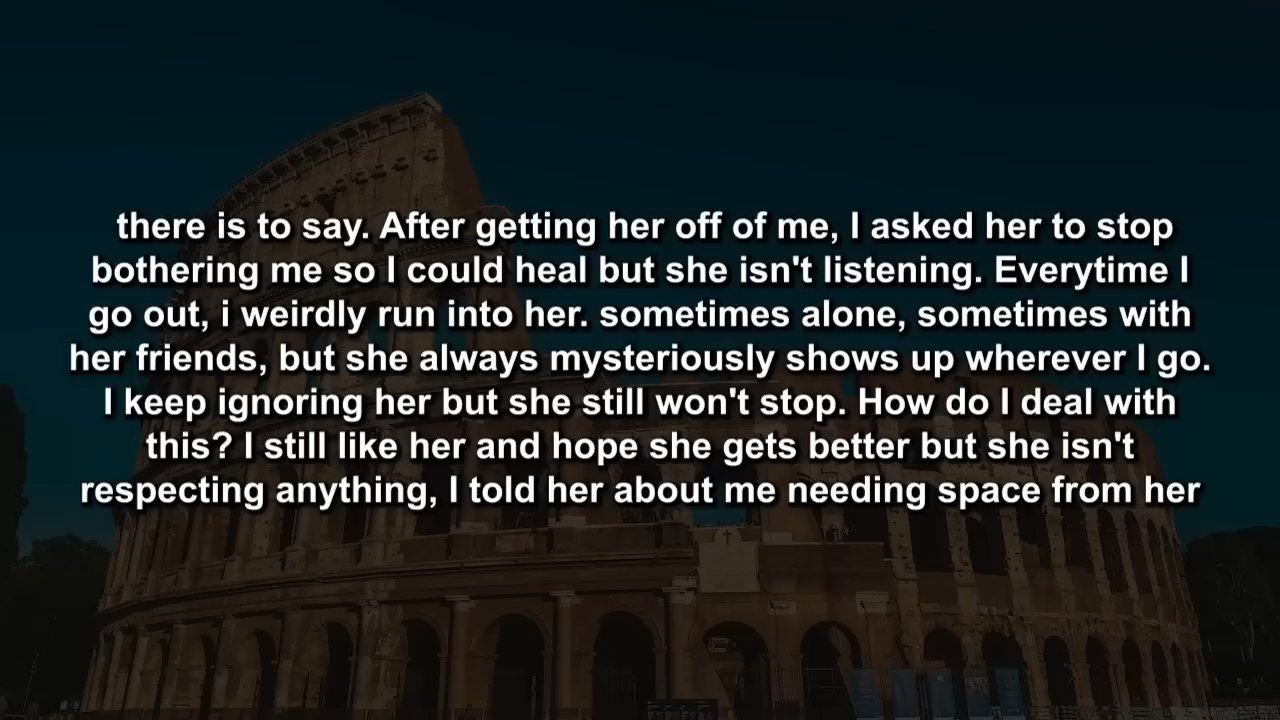 there is to say. After getting her off of me, I asked her to stop
bothering me so I could heal but she isn't listening. Everytime I
go out, i weirdly run into her. sometimes alone, sometimes with
her friends, but she always mysteriously shows up wherever I go.
I keep ignoring her but she still won't stop. How do I deal with
this? I still like her and hope she gets better but she isn't
respecting anything, I told her about me needing space from her